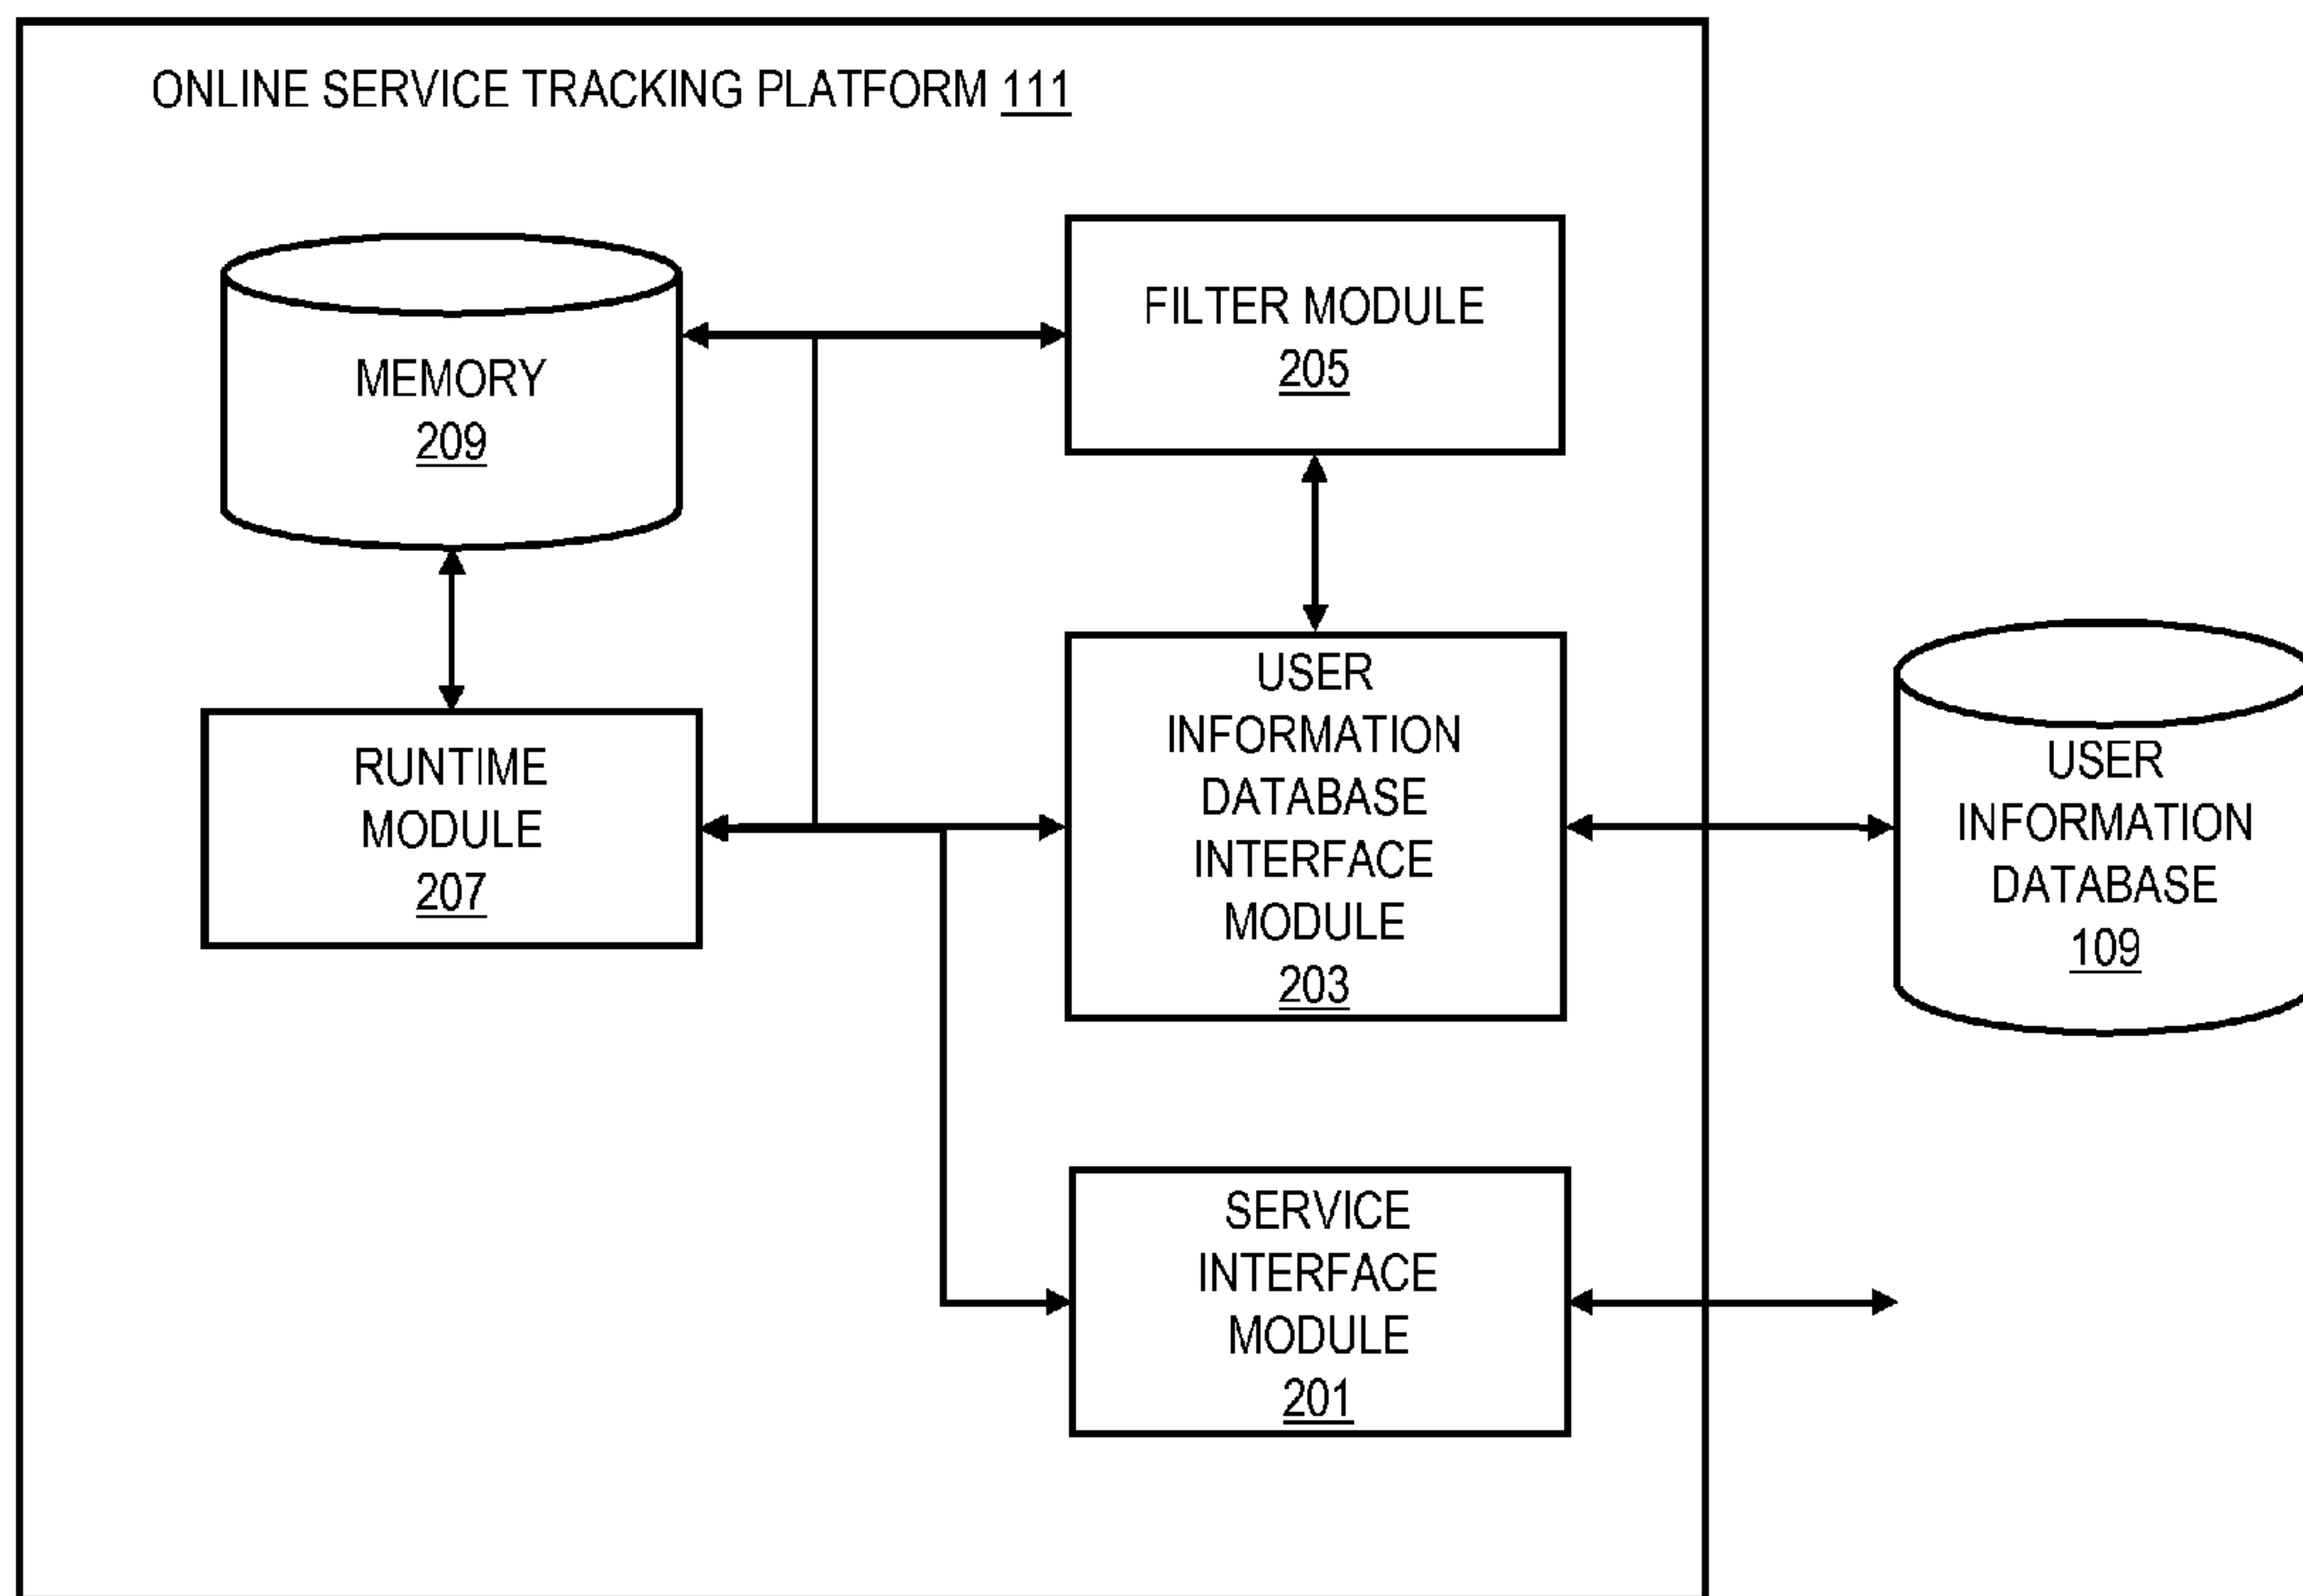 ONLINE SERVICE TRACKING PLATFORM 111
FILTER MODULE
205
MEMORY
209
USER
INFORMATION
DATABASE
INTERFACE
MODULE
203
RUNTIME
MODULE
207
USER
INFORMATION
DATABASE
109
SERVICE
INTERFACE
MODULE
201